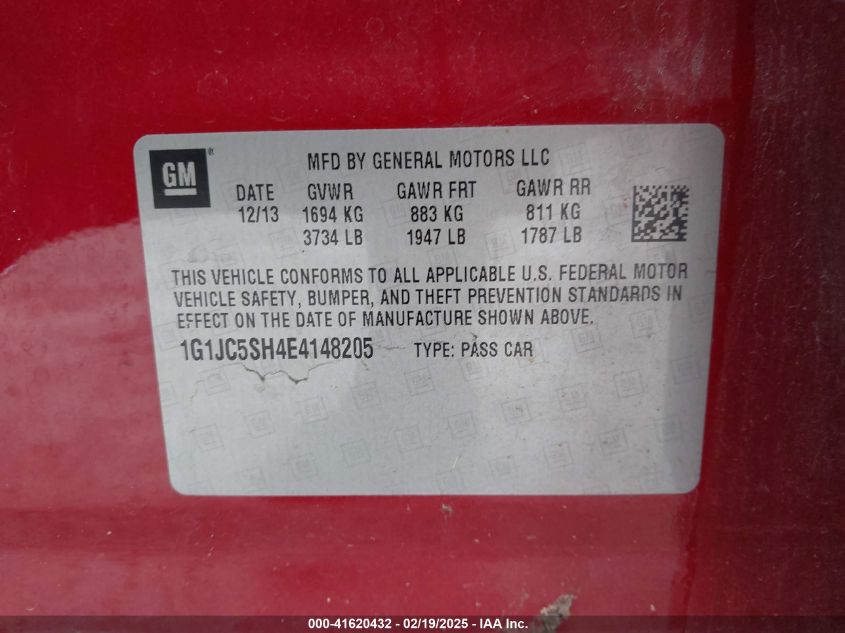 GM
MFD BY GENERAL MOTORS LLC
DATE GVWR GAWR FRT GAWR RR
12/13 1694 KG 883 KG 811 KG
3734 LB 1947 LB 1787 LB
THIS VEHICLE CONFORMS TO ALL APPLICABLE U.S. FEDERAL MOTOR
VEHICLE SAFETY, BUMPER, AND THEFT PREVENTION STANDARDS IN
EFFECT ON THE DATE OF MANUFACTURE SHOWN ABOVE.
1G1JC5SH4E4148205 TYPE: PASS CAR
000-41620432 - 02/19/2025 - IAA Inc.